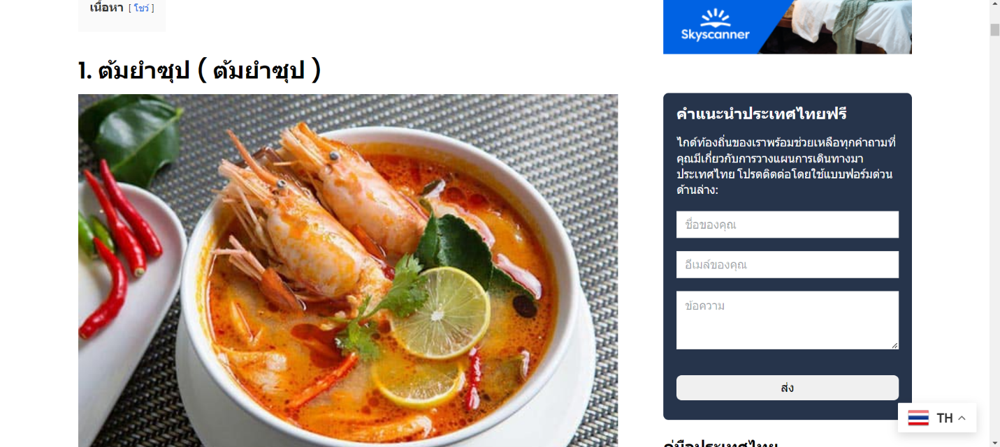 เนื้อหา [ โชว์ ]
1. ต้มยำซุป ( ต้มยำซุป )
Skyscanner
คำแนะนำประเทศไทยฟรี
ไกด์ท้องถิ่นของเราพร้อมช่วยเหลือทุกคำถามที่
คุณมีเกี่ยวกับการวางแผนการเดินทางมา
ประเทศไทย โปรดติดต่อโดยใช้แบบฟอร์มด่วน
ด้านล่าง:
ชื่อของคุณ
อีเมล์ของคุณ
ข้อความ
ส่ง
TH
คู่มือประเทศไทย